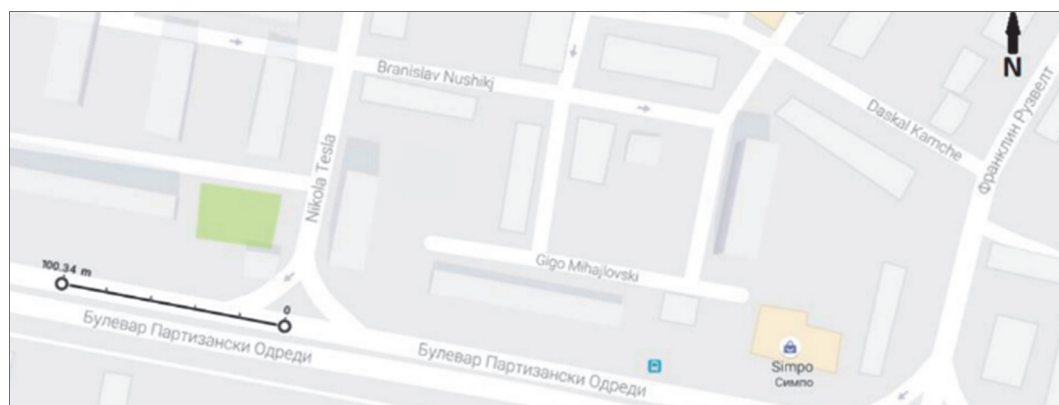 N
Branislav Nushikj
Daskal Kamche
Франклин Рузвелт
Nikola Tesla
Gigo Mihajlovski
100.34 m
0
Булевар Партизански Одреди
Булевар Партизански Одреди
Simpo
Симпо